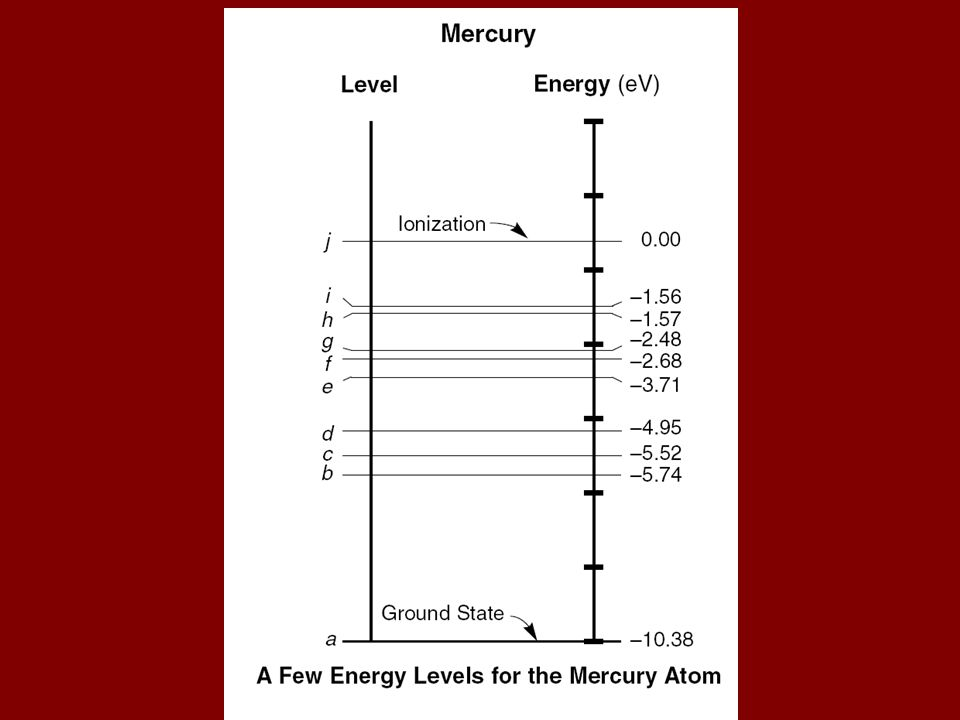 Mercury
Level Energy (eV)
Ionization
j 0.00
i –1.56
h –1.57
g –2.48
f –2.68
e –3.71
d –4.95
c –5.52
b –5.74
Ground State
a –10.38
A Few Energy Levels for the Mercury Atom